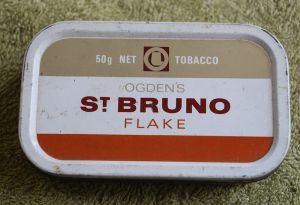 50g NET TOBACCO
OGDEN'S
ST BRUNO
FLAKE